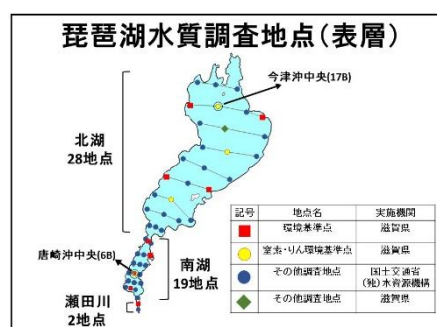 琵琶湖水質調査地点(表層)
今津沖中央(17B)
北湖
28地点
唐崎沖中央(6B)
南湖
19地点
瀬田川
2地点
記号 地点名 実施機関
環境基準点 滋賀県
窒素・りん環境基準点 滋賀県
その他調査地点 国土交通省
(独)水資源機構
その他調査地点 滋賀県